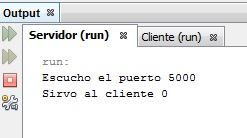 Output
Servidor (run)
Cliente (run)
run:
Escucho el puerto 5000
Sirvo al cliente 0